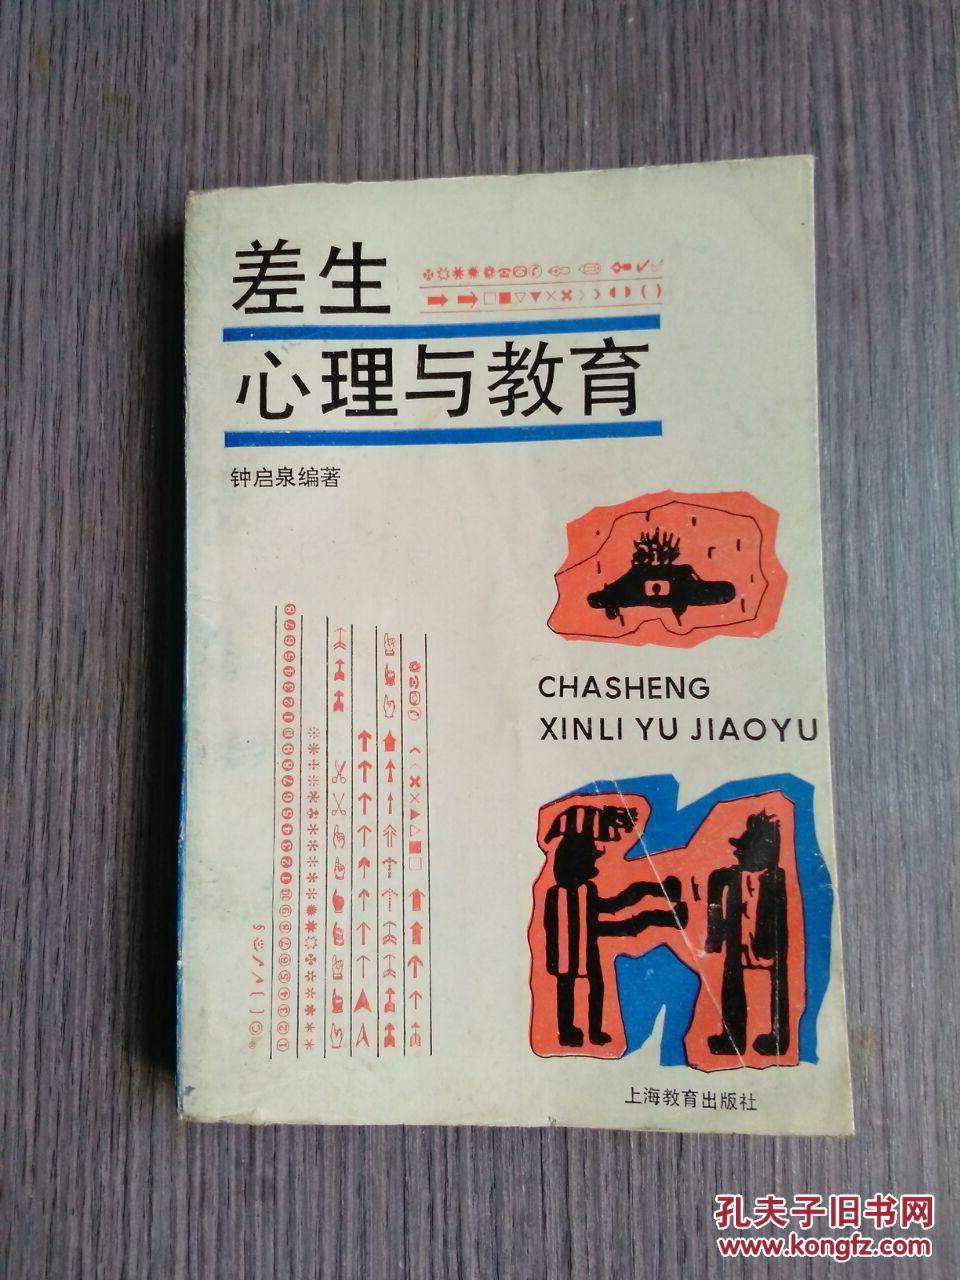 差生
心理与教育
钟启泉编著
CHASHENG
XINLI YU JIAOYU
上海教育出版社
孔夫子旧书网
www.kongfz.com